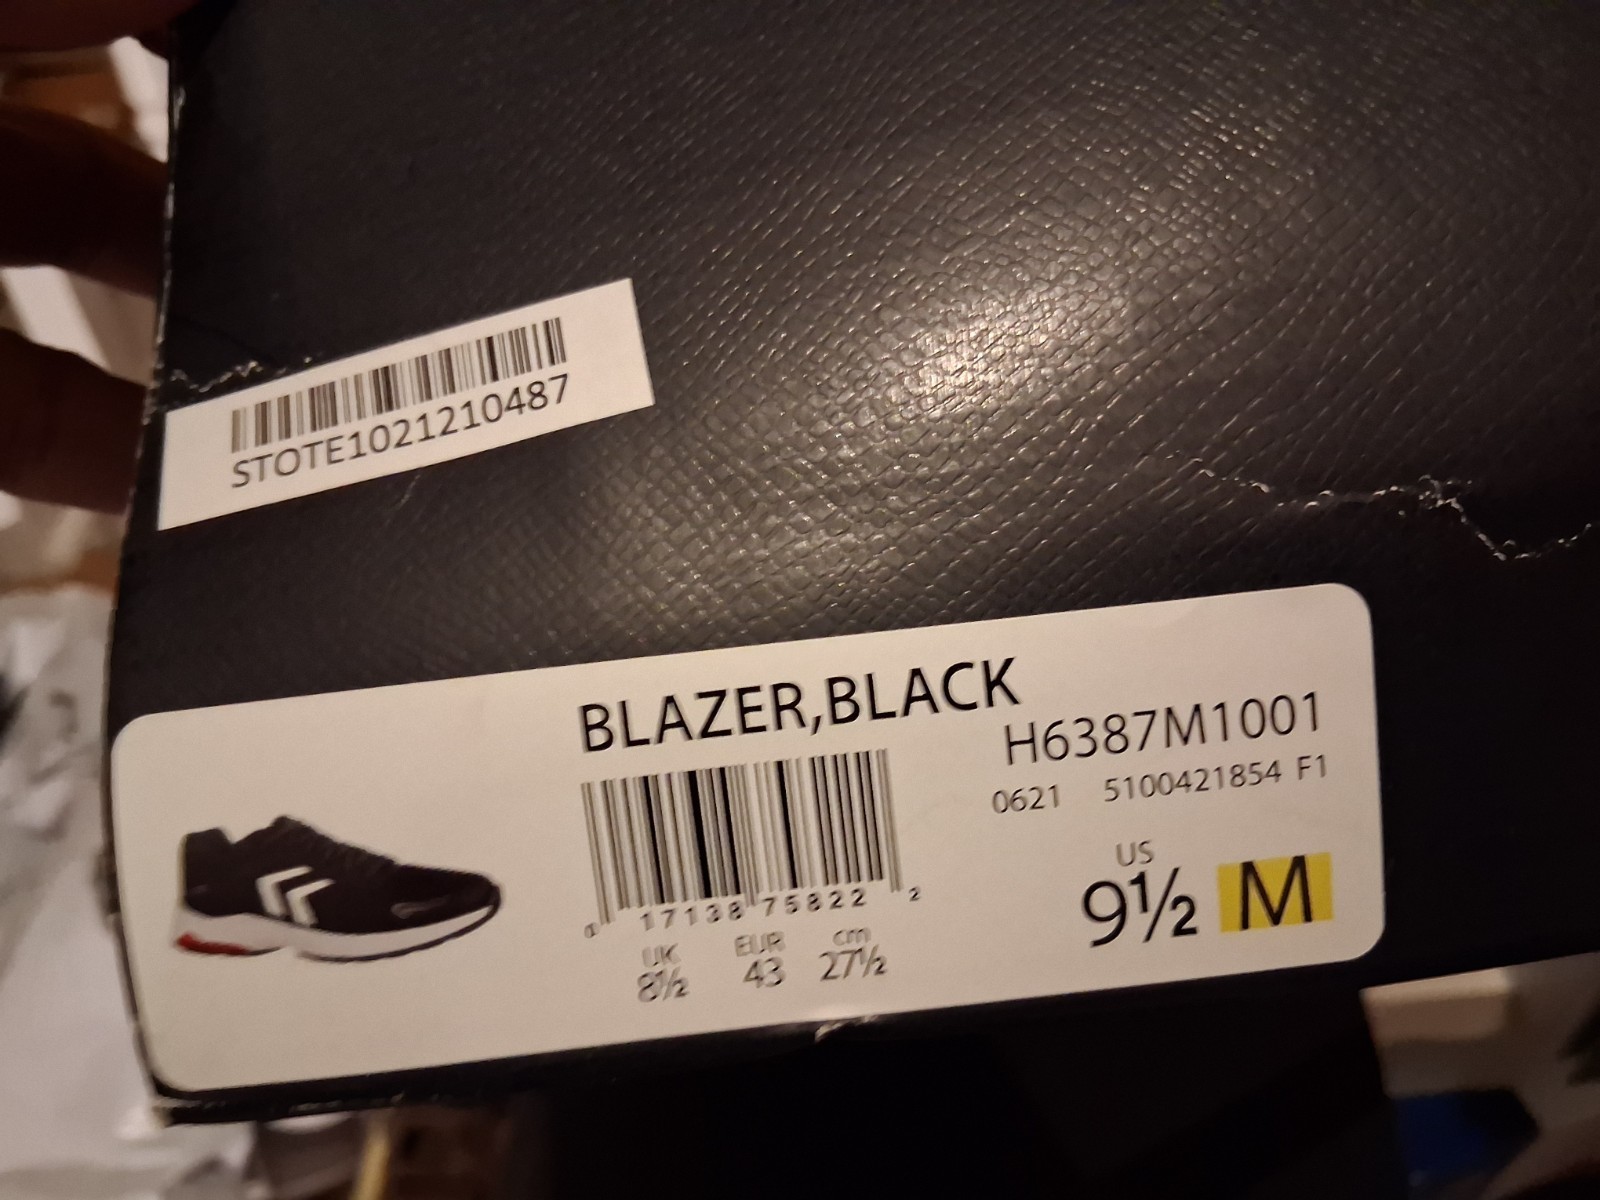 STOTE1021210487
BLAZER,BLACK
H6387M1001
0621 5100421854 F1
0 17138 75822 2
UK EUR cm
8½ 43 27½
US
9½ M